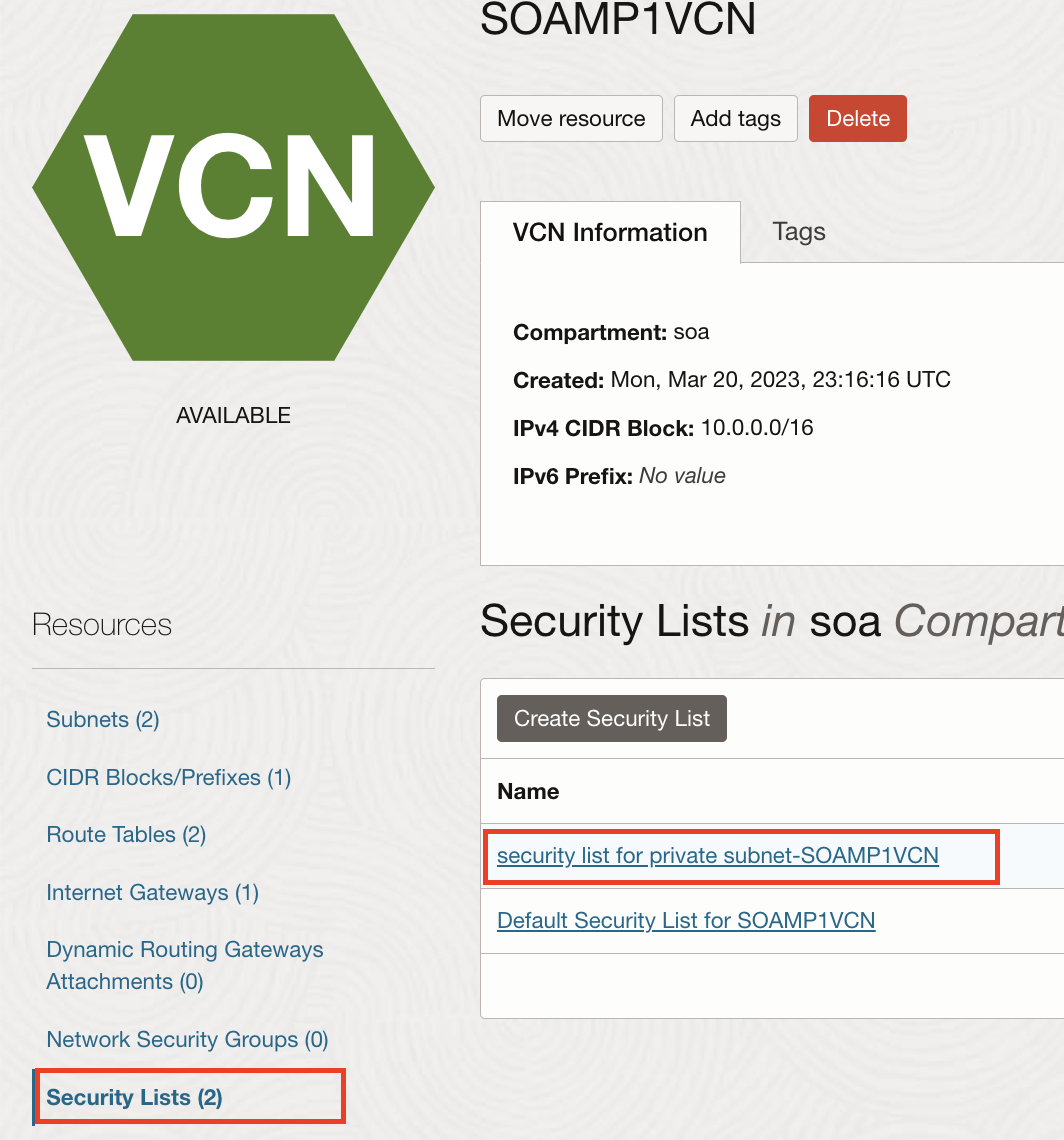 SOAMP1VCN
VCN
Move resource
Add tags
Delete
VCN Information
Tags
Compartment: soa
Created: Mon, Mar 20, 2023, 23:16:16 UTC
IPv4 CIDR Block: 10.0.0.0/16
IPv6 Prefix: No value
AVAILABLE
Resources
Subnets (2)
CIDR Blocks/Prefixes (1)
Route Tables (2)
Internet Gateways (1)
Dynamic Routing Gateways
Attachments (0)
Network Security Groups (0)
Security Lists (2)
Security Lists in soa Compart
Create Security List
Name
security list for private subnet-SOAMP1VCN
Default Security List for SOAMP1VCN